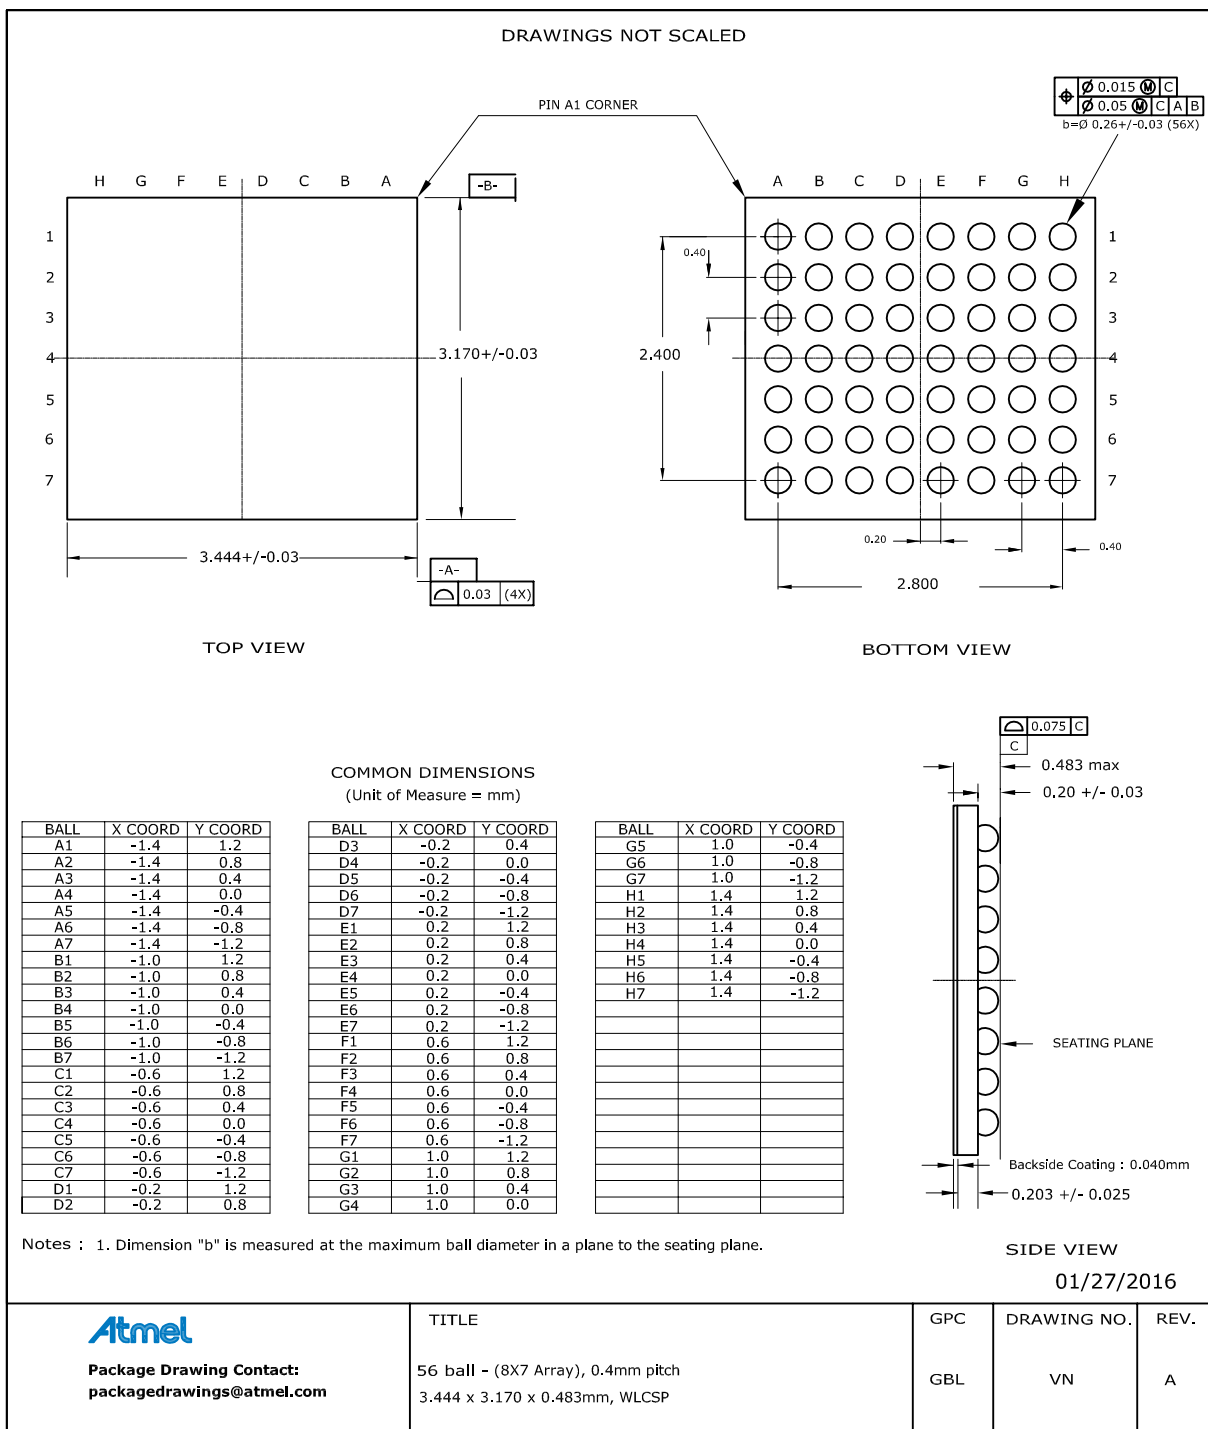 DRAWINGS NOT SCALED
PIN A1 CORNER
Ø 0.015 Ⓜ C
Ø 0.05 Ⓜ C A B
b=Ø 0.26+/-0.03 (56X)
H G F E D C B A
-B-
A B C D E F G H
1
2
3
4
5
6
7
3.170+/-0.03
3.444+/-0.03
-A-
0.03 (4X)
TOP VIEW
0.40
2.400
1
2
3
4
5
6
7
0.20
0.40
2.800
BOTTOM VIEW
0.075 C
C
0.483 max
0.20 +/- 0.03
SEATING PLANE
Backside Coating : 0.040mm
0.203 +/- 0.025
SIDE VIEW
COMMON DIMENSIONS
(Unit of Measure = mm)
BALL X COORD Y COORD
A1 -1.4 1.2
A2 -1.4 0.8
A3 -1.4 0.4
A4 -1.4 0.0
A5 -1.4 -0.4
A6 -1.4 -0.8
A7 -1.4 -1.2
B1 -1.0 1.2
B2 -1.0 0.8
B3 -1.0 0.4
B4 -1.0 0.0
B5 -1.0 -0.4
B6 -1.0 -0.8
B7 -1.0 -1.2
C1 -0.6 1.2
C2 -0.6 0.8
C3 -0.6 0.4
C4 -0.6 0.0
C5 -0.6 -0.4
C6 -0.6 -0.8
C7 -0.6 -1.2
D1 -0.2 1.2
D2 -0.2 0.8
BALL X COORD Y COORD
D3 -0.2 0.4
D4 -0.2 0.0
D5 -0.2 -0.4
D6 -0.2 -0.8
D7 -0.2 -1.2
E1 0.2 1.2
E2 0.2 0.8
E3 0.2 0.4
E4 0.2 0.0
E5 0.2 -0.4
E6 0.2 -0.8
E7 0.2 -1.2
F1 0.6 1.2
F2 0.6 0.8
F3 0.6 0.4
F4 0.6 0.0
F5 0.6 -0.4
F6 0.6 -0.8
F7 0.6 -1.2
G1 1.0 1.2
G2 1.0 0.8
G3 1.0 0.4
G4 1.0 0.0
BALL X COORD Y COORD
G5 1.0 -0.4
G6 1.0 -0.8
G7 1.0 -1.2
H1 1.4 1.2
H2 1.4 0.8
H3 1.4 0.4
H4 1.4 0.0
H5 1.4 -0.4
H6 1.4 -0.8
H7 1.4 -1.2
Notes : 1. Dimension "b" is measured at the maximum ball diameter in a plane to the seating plane.
01/27/2016
Atmel
Package Drawing Contact:
packagedrawings@atmel.com
TITLE
56 ball - (8X7 Array), 0.4mm pitch
3.444 x 3.170 x 0.483mm, WLCSP
GPC
GBL
DRAWING NO.
VN
REV.
A